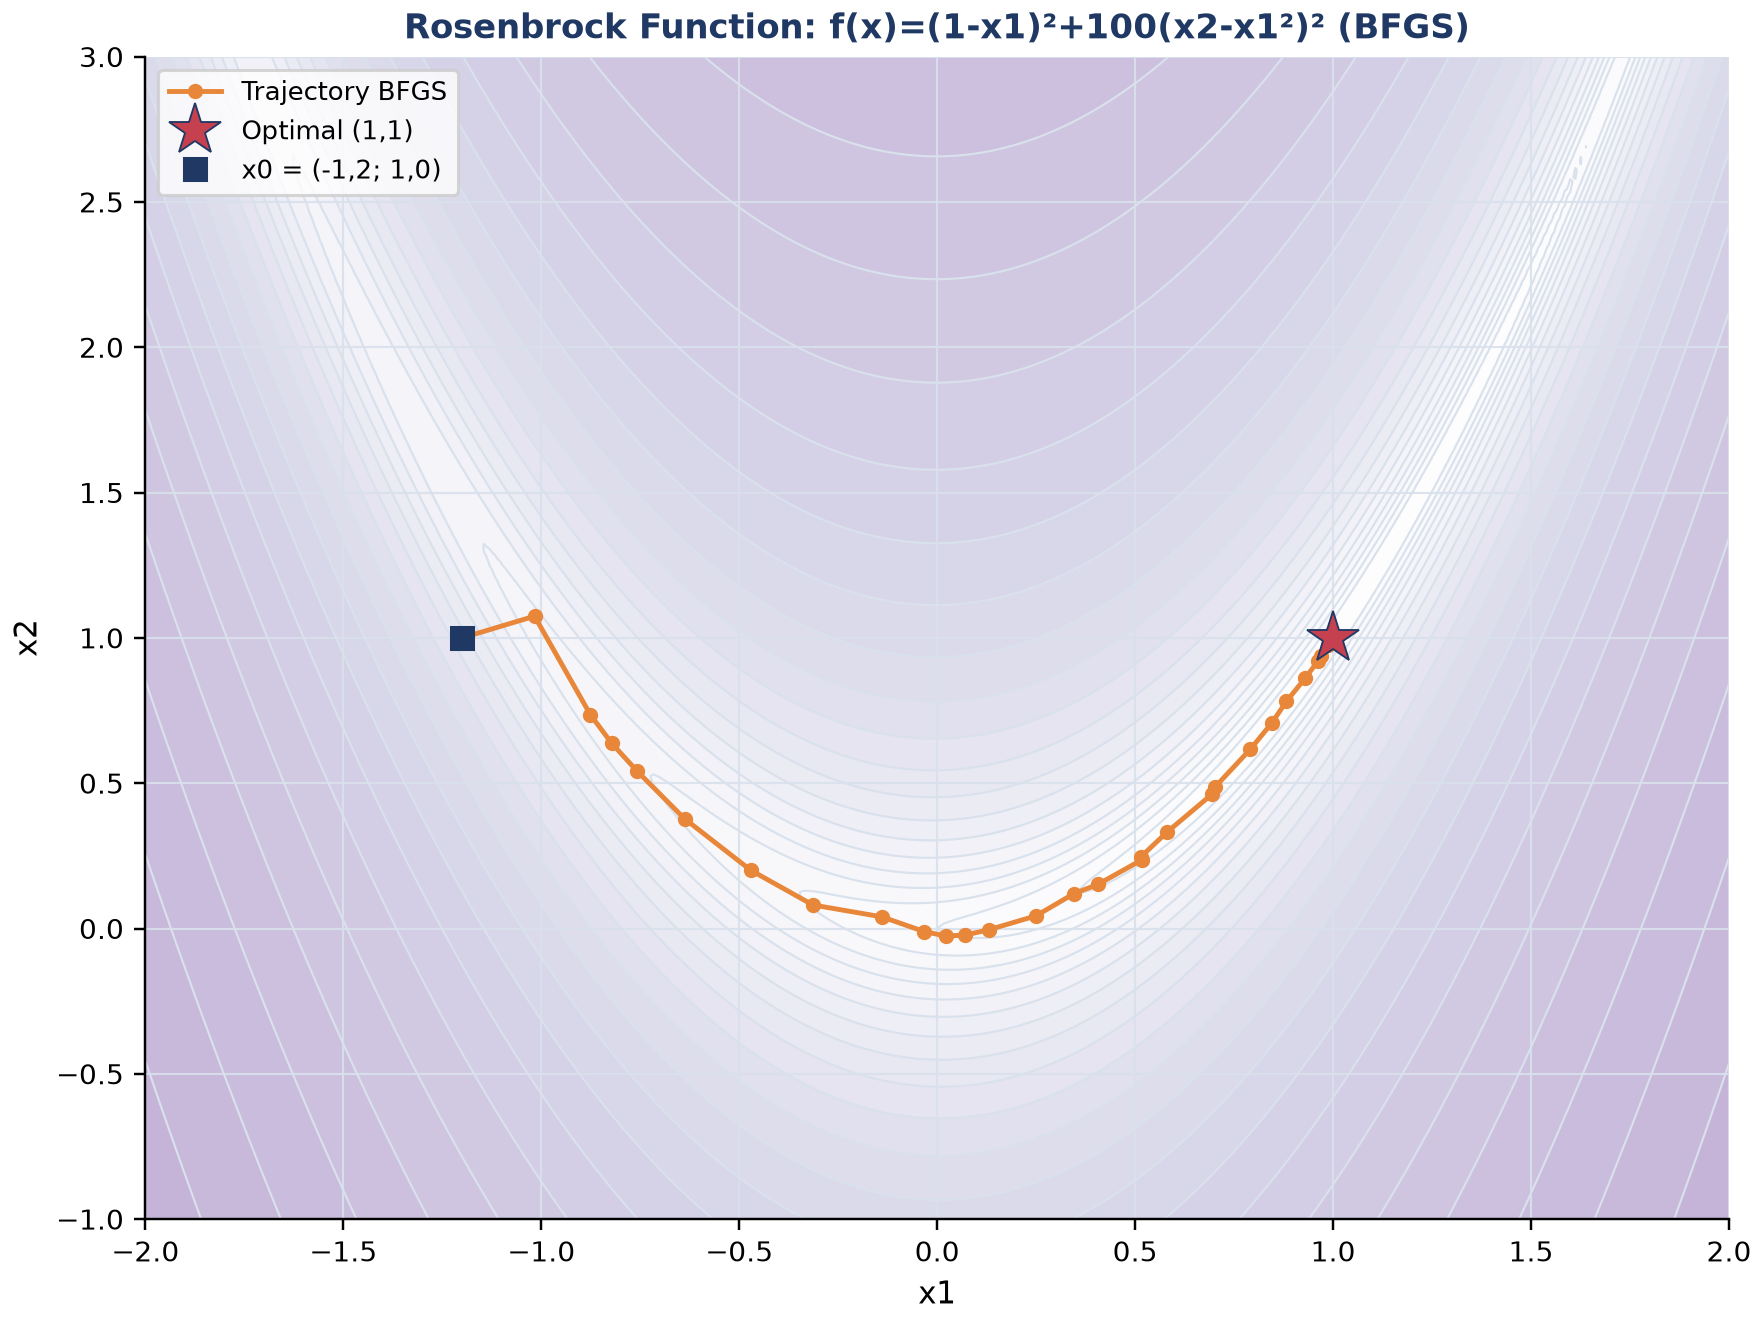 Rosenbrock Function: f(x)=(1-x1)²+100(x2-x1²)² (BFGS)
Trajectory BFGS
Optimal (1,1)
x0 = (-1,2; 1,0)
3.0
2.5
2.0
1.5
1.0
0.5
0.0
−0.5
−1.0
x2
−2.0 −1.5 −1.0 −0.5 0.0 0.5 1.0 1.5 2.0
x1